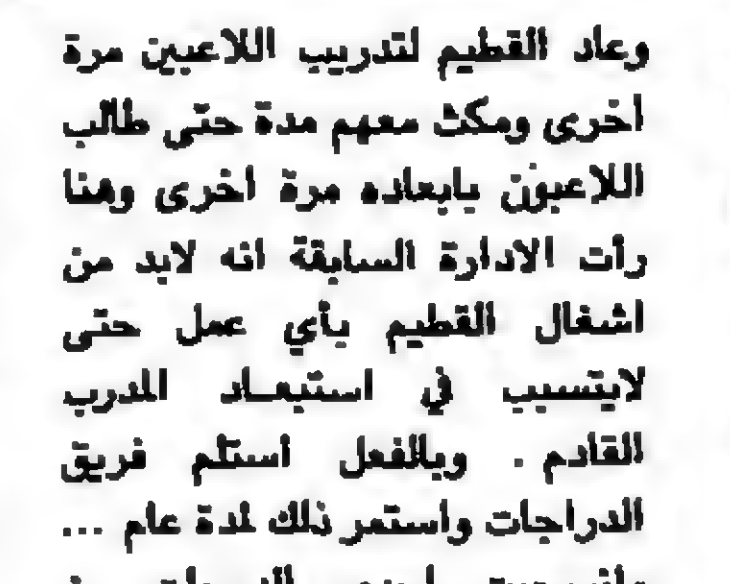 وعاد القطيم لتدريب اللاعبين مرة
اخرى ومكث معهم مدة حتى طالب
اللاعبون بابعاده مرة اخرى وهنا
رأت الادارة السابقة انه لابد من
اشغال القطيم بأي عمل حتى
لايتسبب في استبعاد المدرب
القادم . وبالفعل استلم فريق
الدراجات واستمر ذلك لمدة عام ...